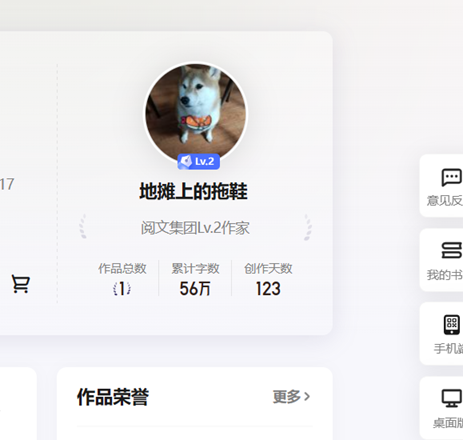 17
Lv.2
地摊上的拖鞋
阅文集团Lv.2作家
作品总数 累计字数 创作天数
1 56万 123
意见反
我的书
手机
桌面版
作品荣誉 更多